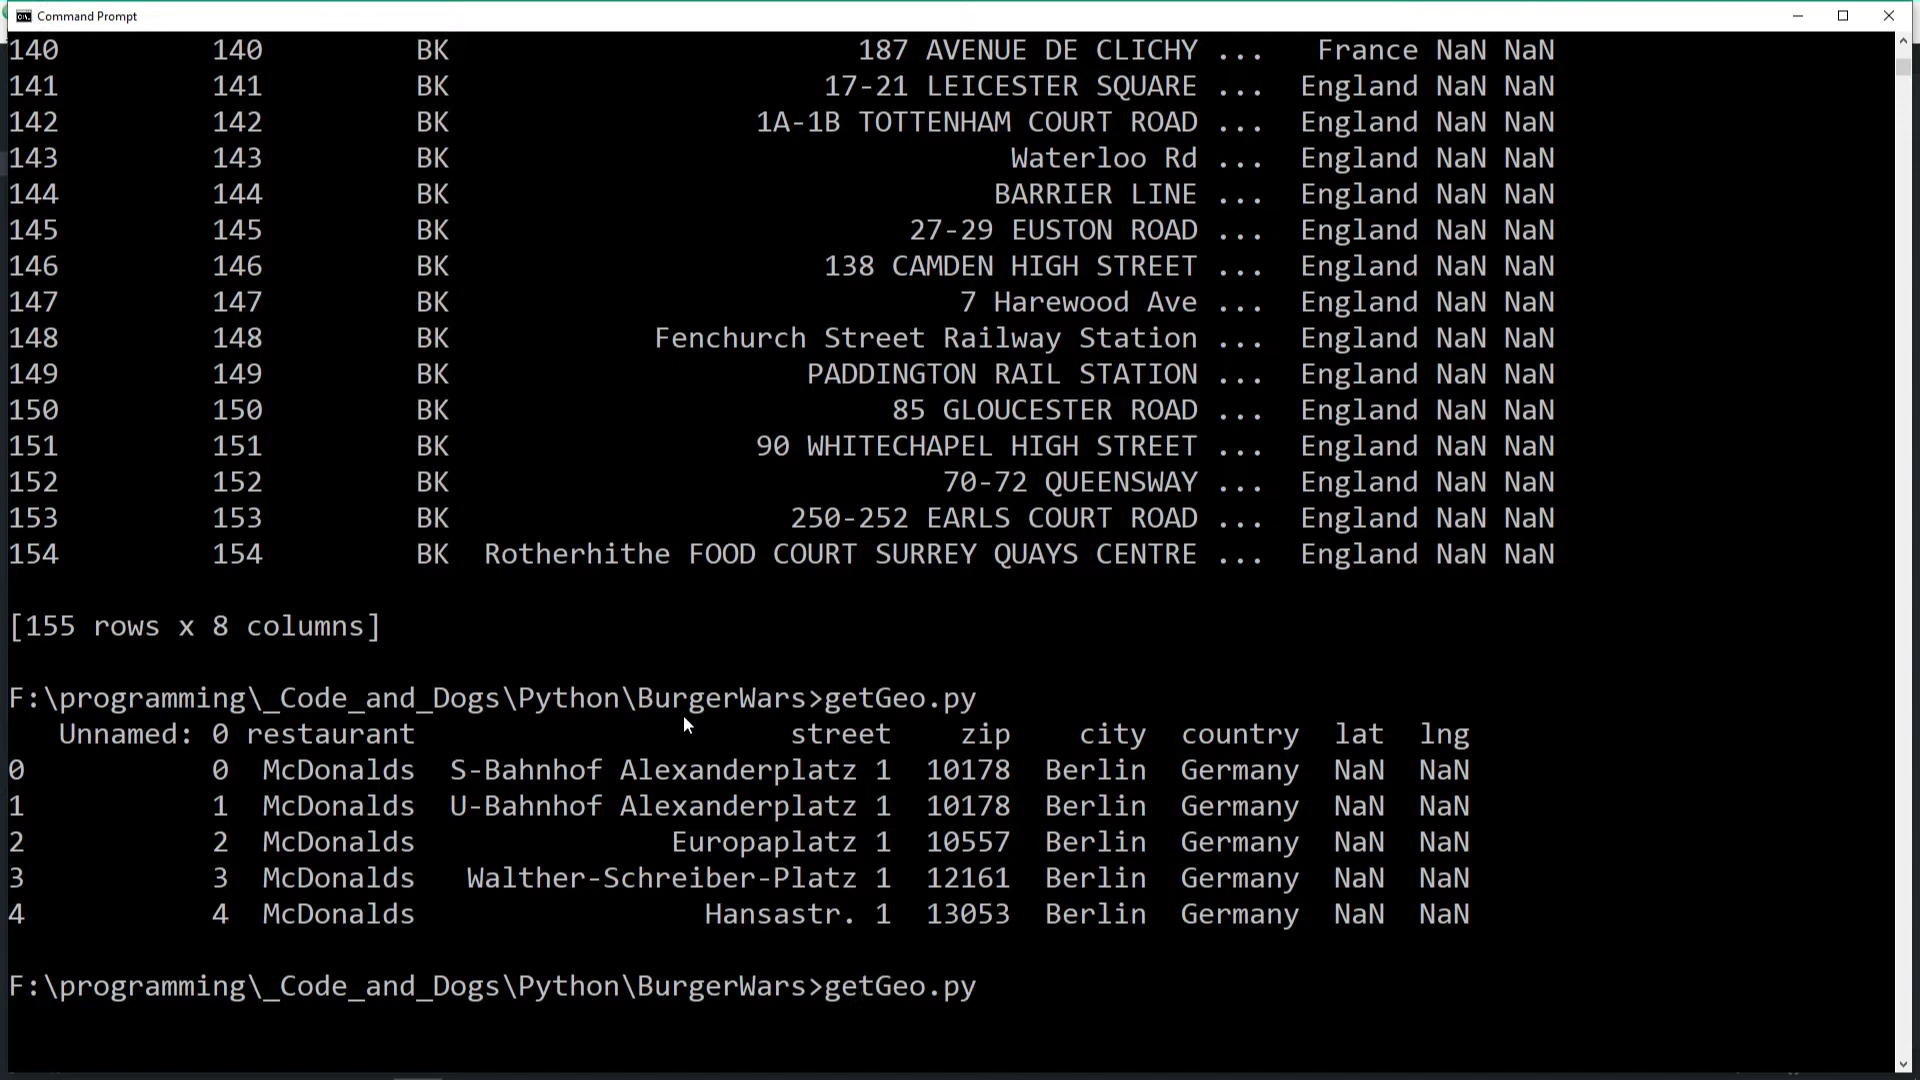 Command Prompt
140 140 BK 187 AVENUE DE CLICHY ... France NaN NaN
141 141 BK 17-21 LEICESTER SQUARE ... England NaN NaN
142 142 BK 1A-1B TOTTENHAM COURT ROAD ... England NaN NaN
143 143 BK Waterloo Rd ... England NaN NaN
144 144 BK BARRIER LINE ... England NaN NaN
145 145 BK 27-29 EUSTON ROAD ... England NaN NaN
146 146 BK 138 CAMDEN HIGH STREET ... England NaN NaN
147 147 BK 7 Harewood Ave ... England NaN NaN
148 148 BK Fenchurch Street Railway Station ... England NaN NaN
149 149 BK PADDINGTON RAIL STATION ... England NaN NaN
150 150 BK 85 GLOUCESTER ROAD ... England NaN NaN
151 151 BK 90 WHITECHAPEL HIGH STREET ... England NaN NaN
152 152 BK 70-72 QUEENSWAY ... England NaN NaN
153 153 BK 250-252 EARLS COURT ROAD ... England NaN NaN
154 154 BK Rotherhithe FOOD COURT SURREY QUAYS CENTRE ... England NaN NaN
[155 rows x 8 columns]
F:\programming\_Code_and_Dogs\Python\BurgerWars>getGeo.py
Unnamed: 0 restaurant street zip city country lat lng
0 0 McDonalds S-Bahnhof Alexanderplatz 1 10178 Berlin Germany NaN NaN
1 1 McDonalds U-Bahnhof Alexanderplatz 1 10178 Berlin Germany NaN NaN
2 2 McDonalds Europaplatz 1 10557 Berlin Germany NaN NaN
3 3 McDonalds Walther-Schreiber-Platz 1 12161 Berlin Germany NaN NaN
4 4 McDonalds Hansastr. 1 13053 Berlin Germany NaN NaN
F:\programming\_Code_and_Dogs\Python\BurgerWars>getGeo.py